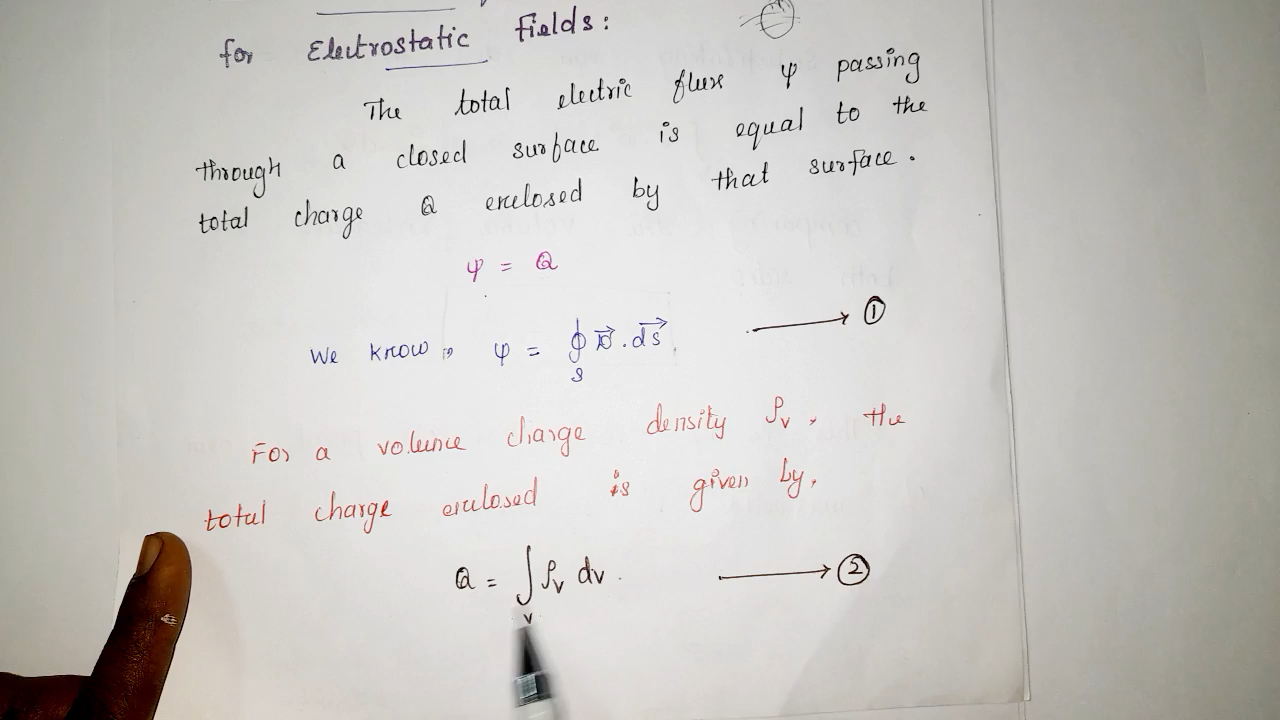 for Electrostatic Fields:
The total electric flux ψ passing
through a closed surface is equal to the
total charge Q enclosed by that surface.
ψ = Q
We know, ψ = ∮ₛ D⃗ . ds⃗ ⟶ ①
For a volume charge density ρᵥ, the
total charge enclosed is given by,
Q = ∫ᵥ ρᵥ dv. ⟶ ②